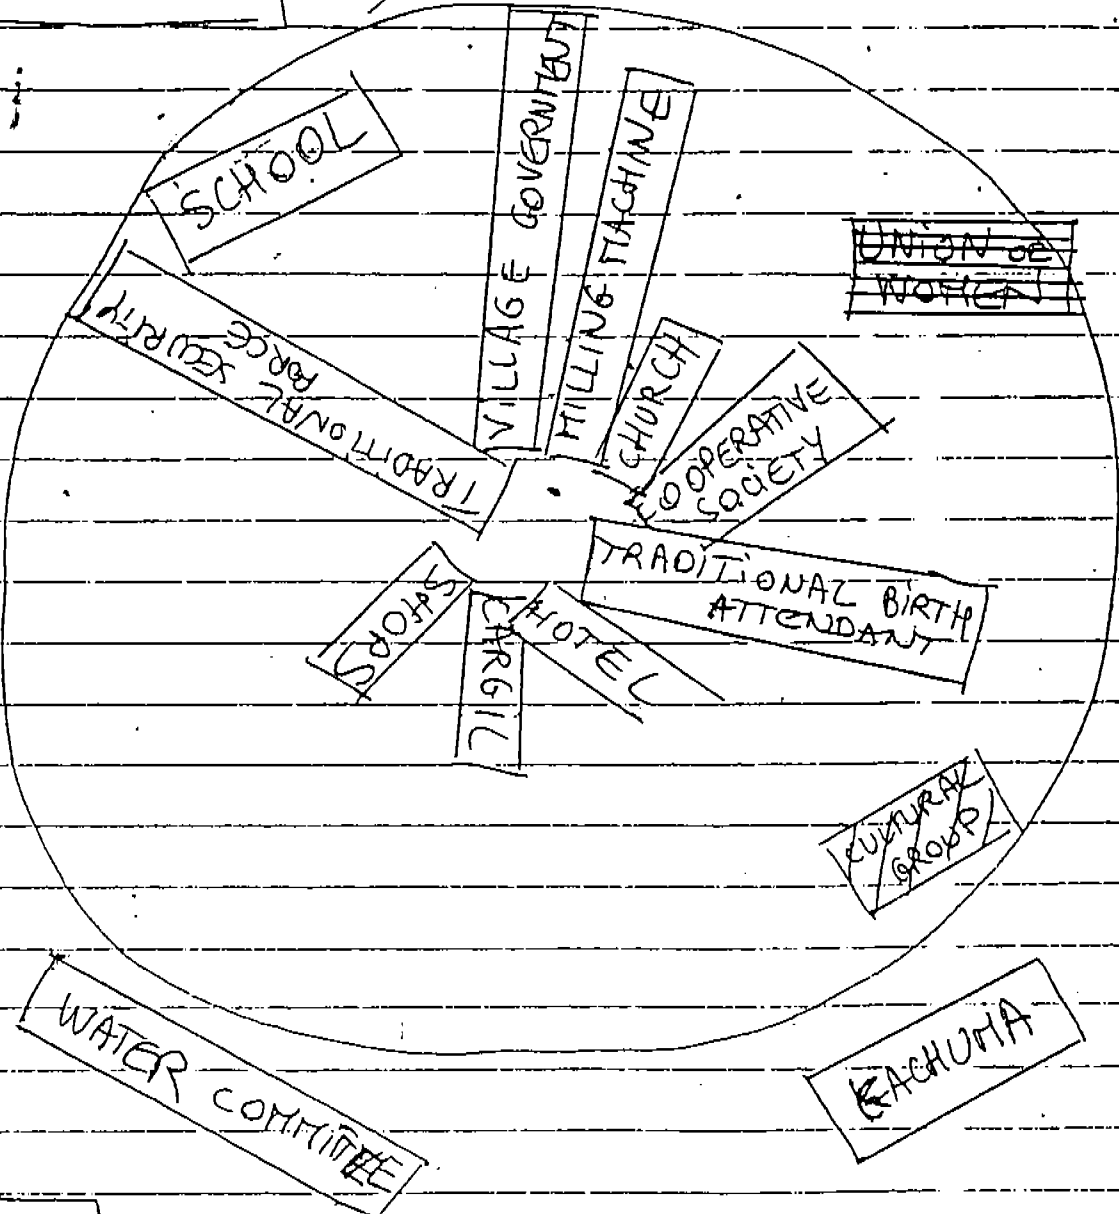 SCHOOL
VILLAGE GOVERNMENT
MILLING MACHINE
UNION OF
WOMEN
TRADITIONAL SECURITY
FORCE
CHURCH
COOPERATIVE
SOCIETY
TRADITIONAL BIRTH
ATTENDANT
SHOPS
CARGIL
HOTEL
CULTURAL
GROUP
WATER COMMITEE
KACHUMA